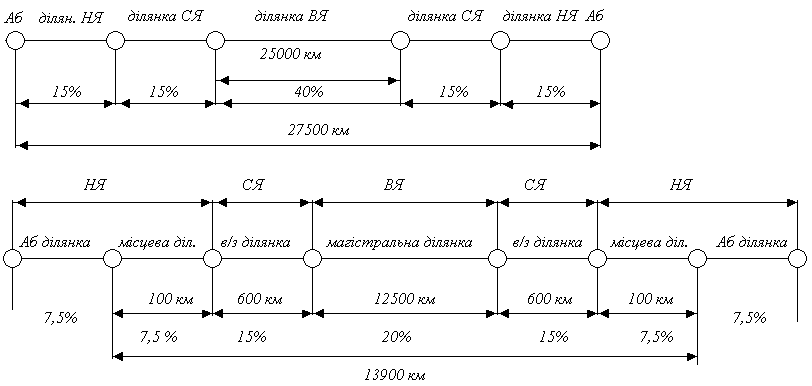 Аб ділян. НЯ ділянка СЯ ділянка ВЯ ділянка СЯ ділянка НЯ Аб
25000 км
15% 15% 40% 15% 15%
27500 км
НЯ СЯ ВЯ СЯ НЯ
Аб ділянка місцева діл. в/з ділянка магістральна ділянка в/з ділянка місцева діл. Аб ділянка
100 км 600 км 12500 км 600 км 100 км
7,5% 7,5%
7,5 % 15% 20% 15% 7,5%
13900 км